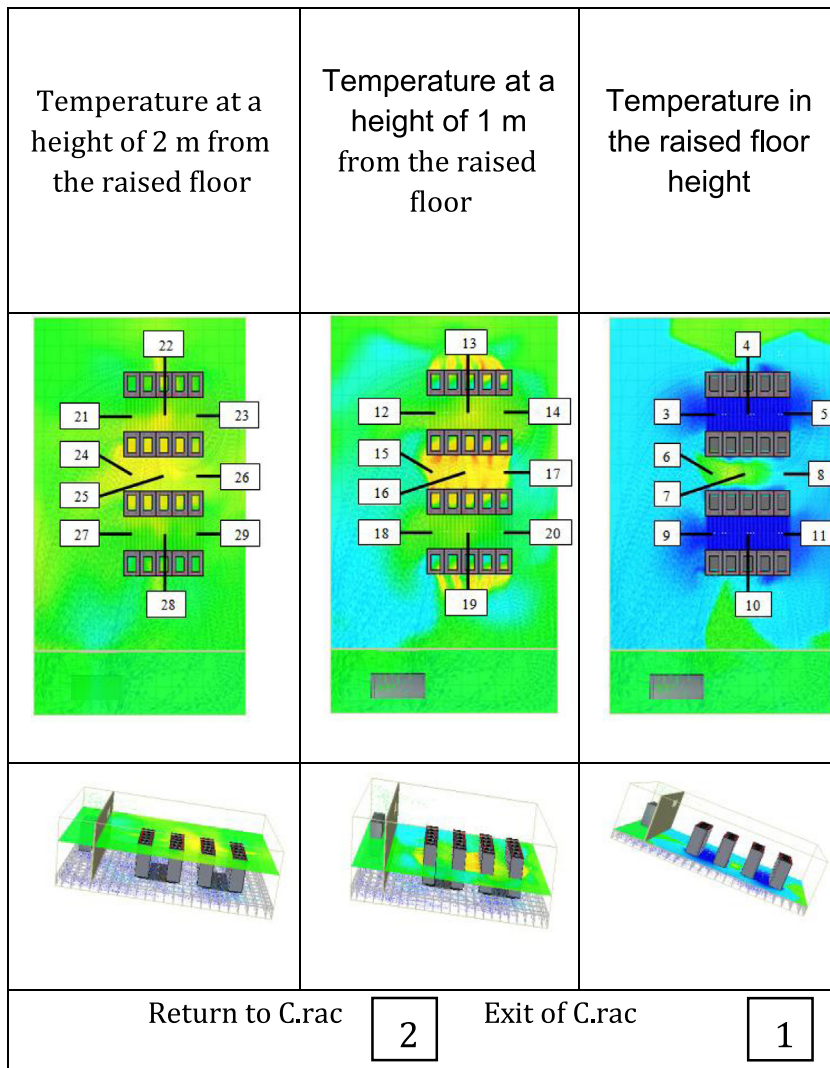 Temperature at a
height of 2 m from
the raised floor
Temperature at a
height of 1 m
from the raised
floor
Temperature in
the raised floor
height
22
21
23
24
25
26
27
29
28
13
12
14
15
16
17
18
20
19
4
3
5
6
7
8
9
11
10
Return to C.rac
2
Exit of C.rac
1